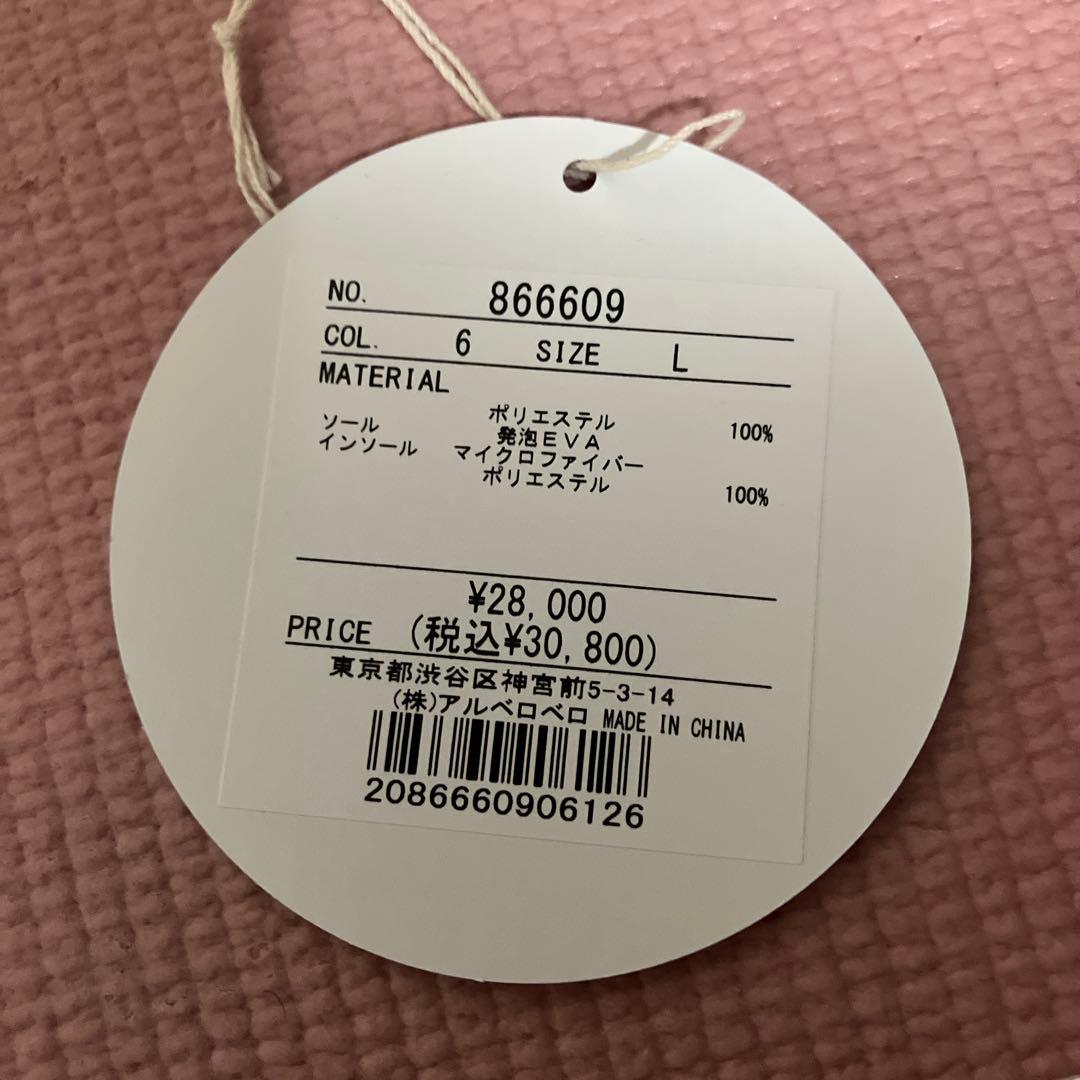 NO. 866609
COL. 6 SIZE L
MATERIAL
ポリエステル 100%
ソール 発泡EVA
インソール マイクロファイバー
ポリエステル 100%
¥28,000
PRICE (税込¥30,800)
東京都渋谷区神宮前5-3-14
(株)アルベロベロ MADE IN CHINA
2086660906126